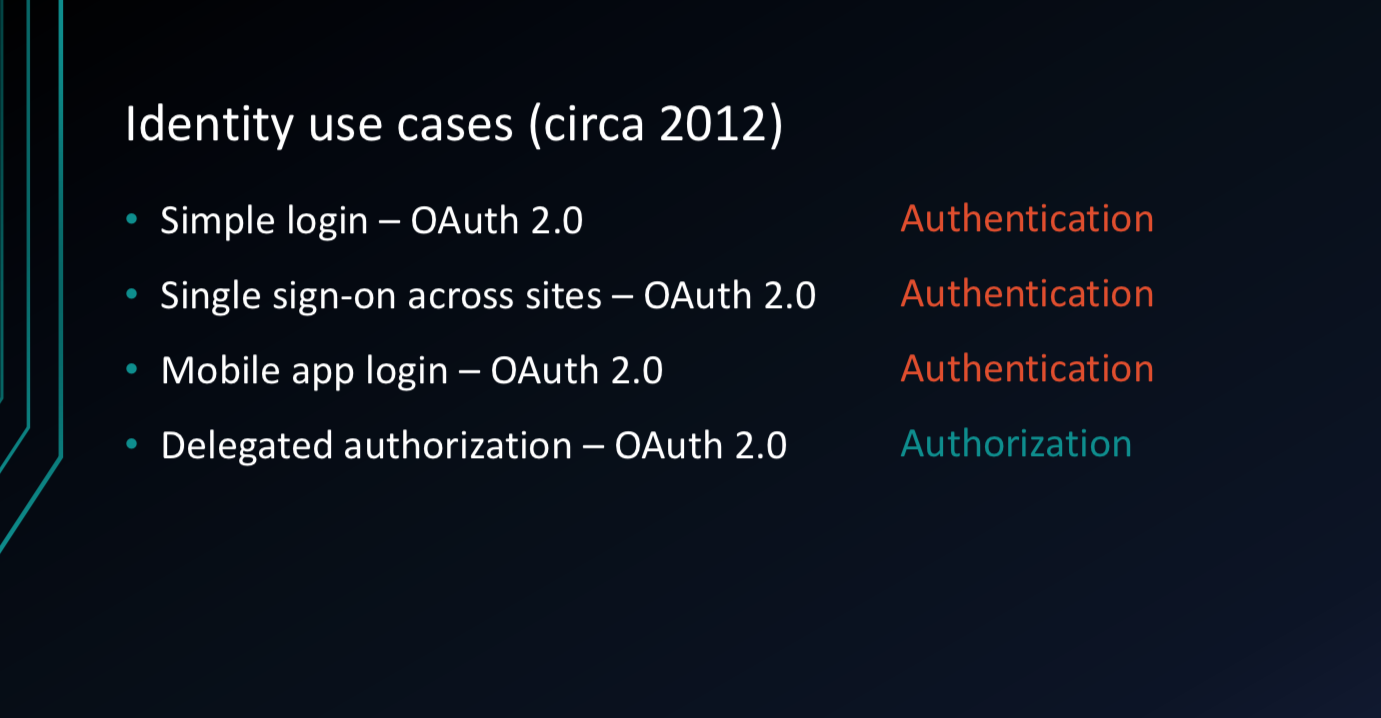 Identity use cases (circa 2012)
• Simple login – OAuth 2.0 Authentication
• Single sign-on across sites – OAuth 2.0 Authentication
• Mobile app login – OAuth 2.0 Authentication
• Delegated authorization – OAuth 2.0 Authorization